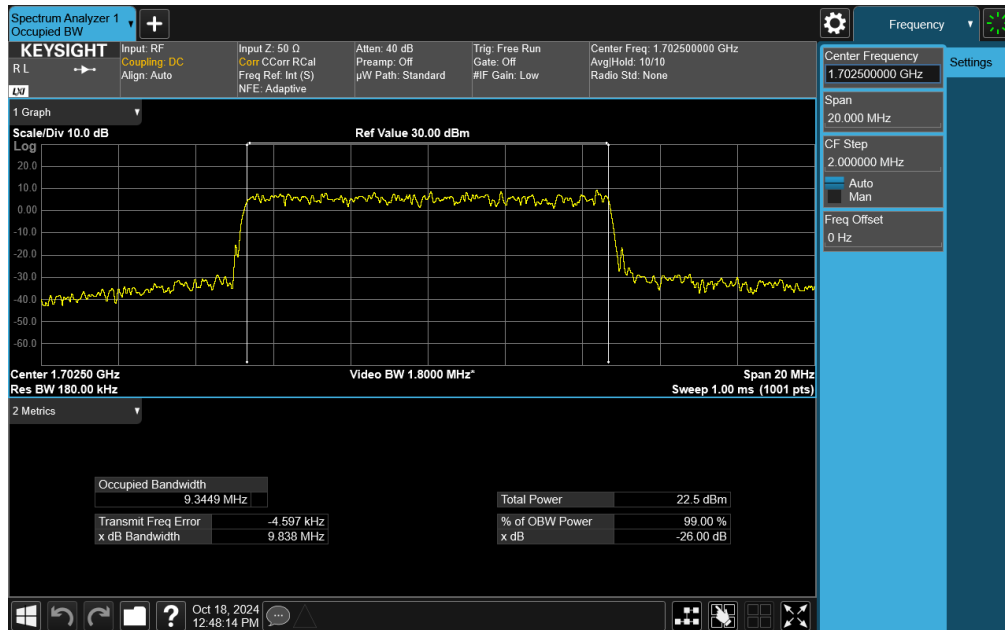 Spectrum Analyzer 1
Occupied BW
Frequency
KEYSIGHT
R L
LXI
Input: RF
Coupling: DC
Align: Auto
Input Z: 50 Ω
Corr CCorr RCal
Freq Ref: Int (S)
NFE: Adaptive
Atten: 40 dB
Preamp: Off
µW Path: Standard
Trig: Free Run
Gate: Off
#IF Gain: Low
Center Freq: 1.702500000 GHz
Avg|Hold: 10/10
Radio Std: None
Center Frequency
1.702500000 GHz
Settings
Span
20.000 MHz
CF Step
2.000000 MHz
Auto
Man
Freq Offset
0 Hz
1 Graph
Scale/Div 10.0 dB
Ref Value 30.00 dBm
Log
20.0
10.0
0.00
-10.0
-20.0
-30.0
-40.0
-50.0
-60.0
Center 1.70250 GHz
Video BW 1.8000 MHz*
Span 20 MHz
Res BW 180.00 kHz
Sweep 1.00 ms (1001 pts)
2 Metrics
Occupied Bandwidth
9.3449 MHz
Total Power 22.5 dBm
Transmit Freq Error -4.597 kHz
% of OBW Power 99.00 %
x dB Bandwidth 9.838 MHz
x dB -26.00 dB
Oct 18, 2024
12:48:14 PM